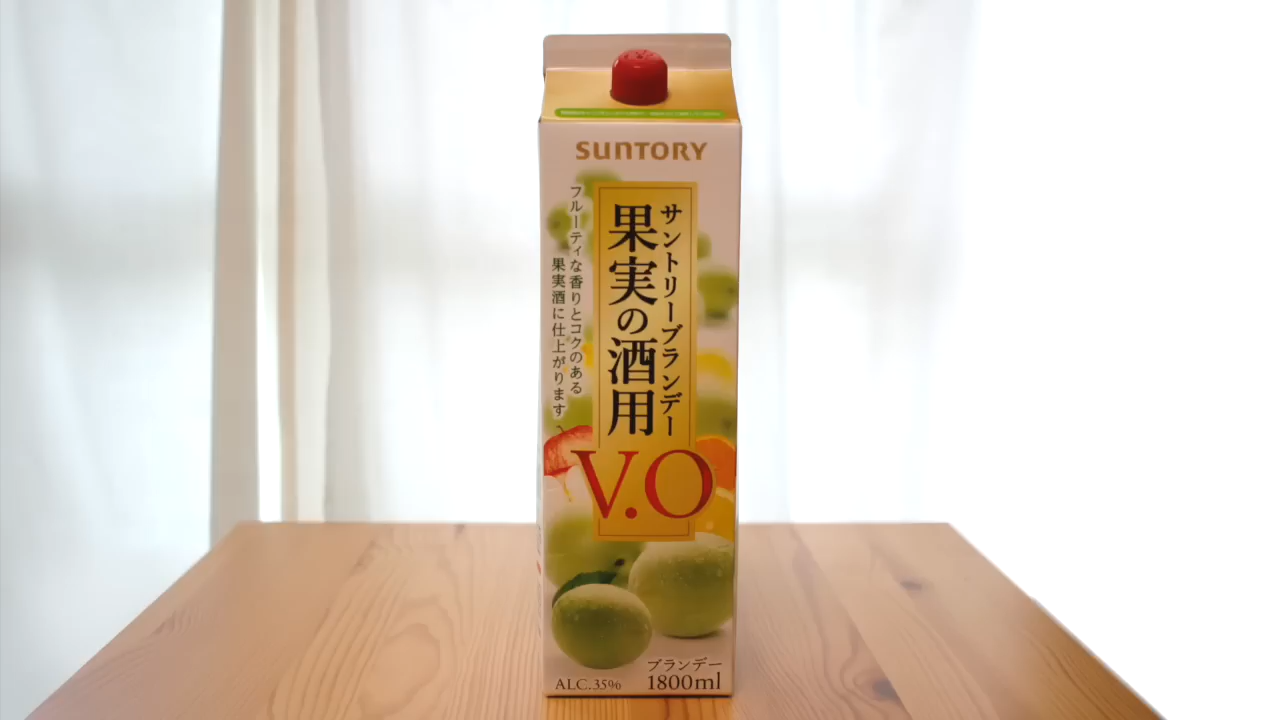 SUNTORY
サントリーブランデー
果実の酒用
フルーティな香りとコクのある
果実酒に仕上がります
V.O
ブランデー
ALC.35%
1800ml